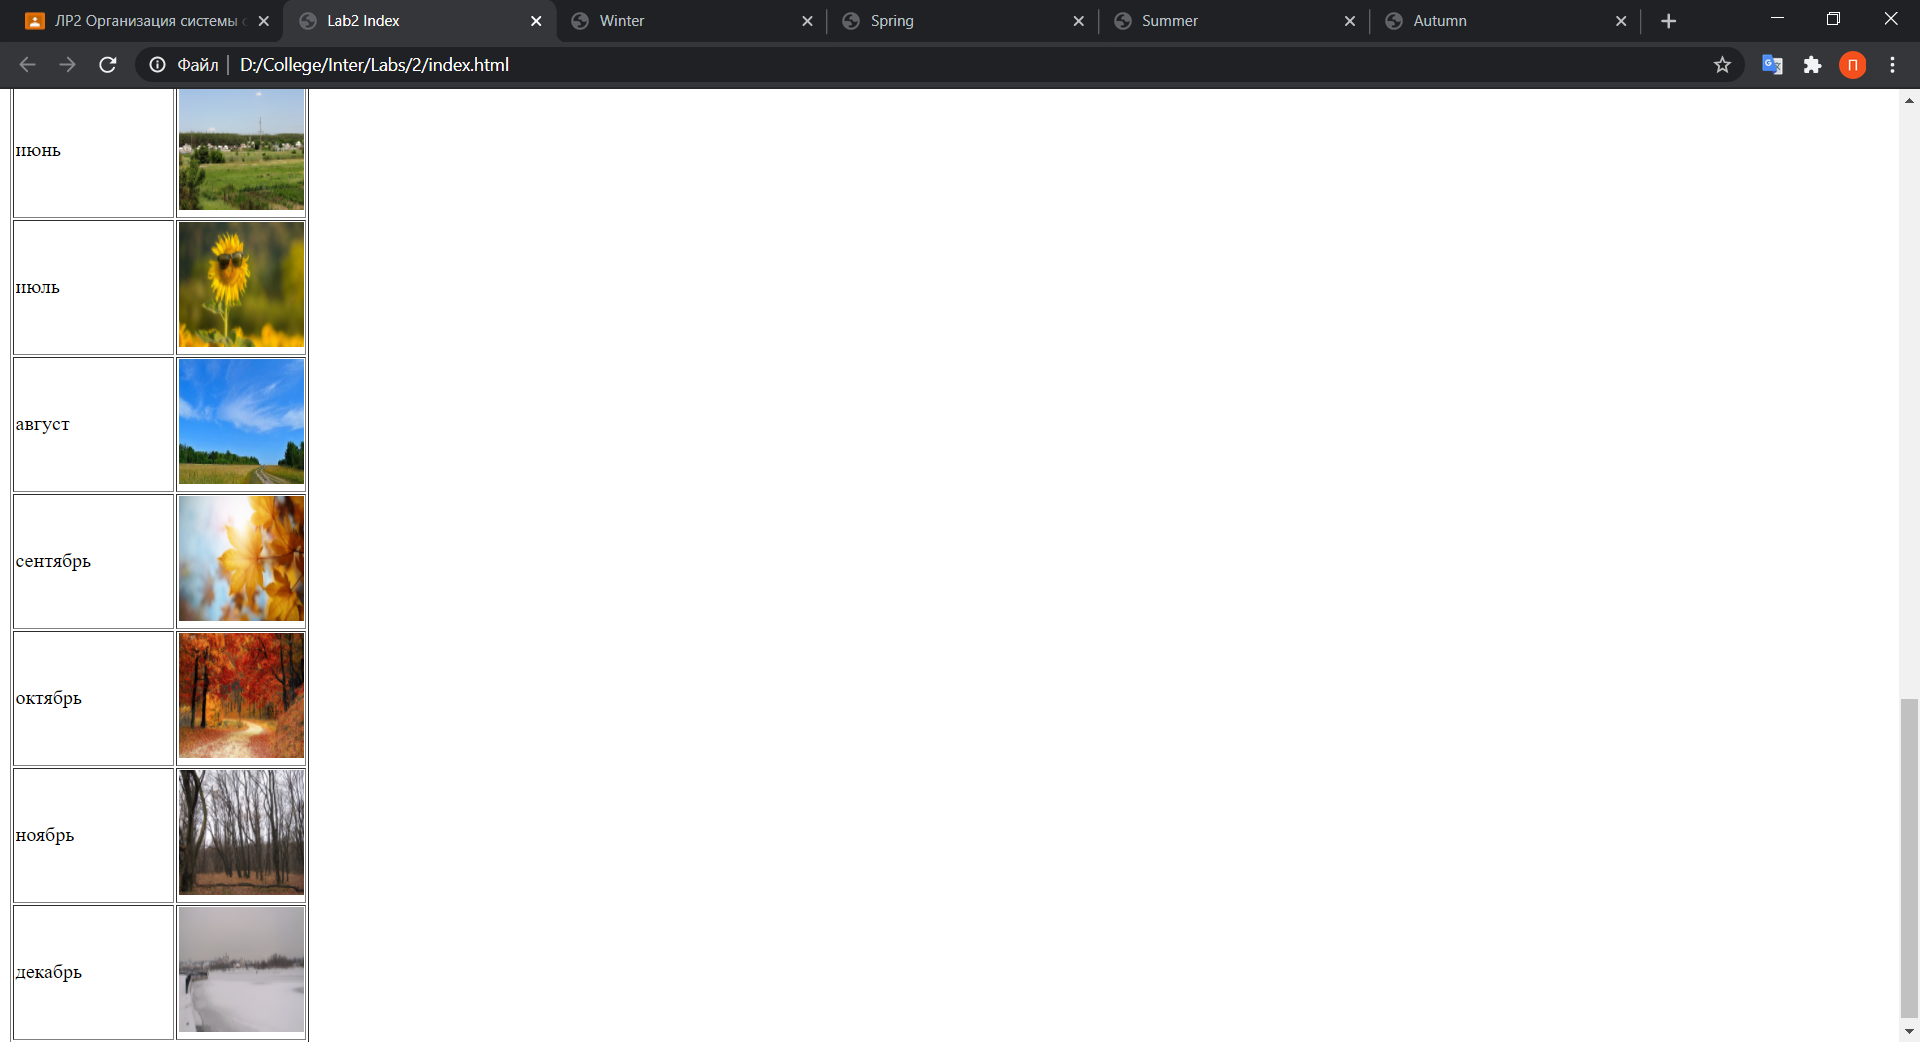 ЛР2 Организация системы
Lab2 Index
Winter
Spring
Summer
Autumn
Файл
D:/College/Inter/Labs/2/index.html
П
июнь
июль
август
сентябрь
октябрь
ноябрь
декабрь